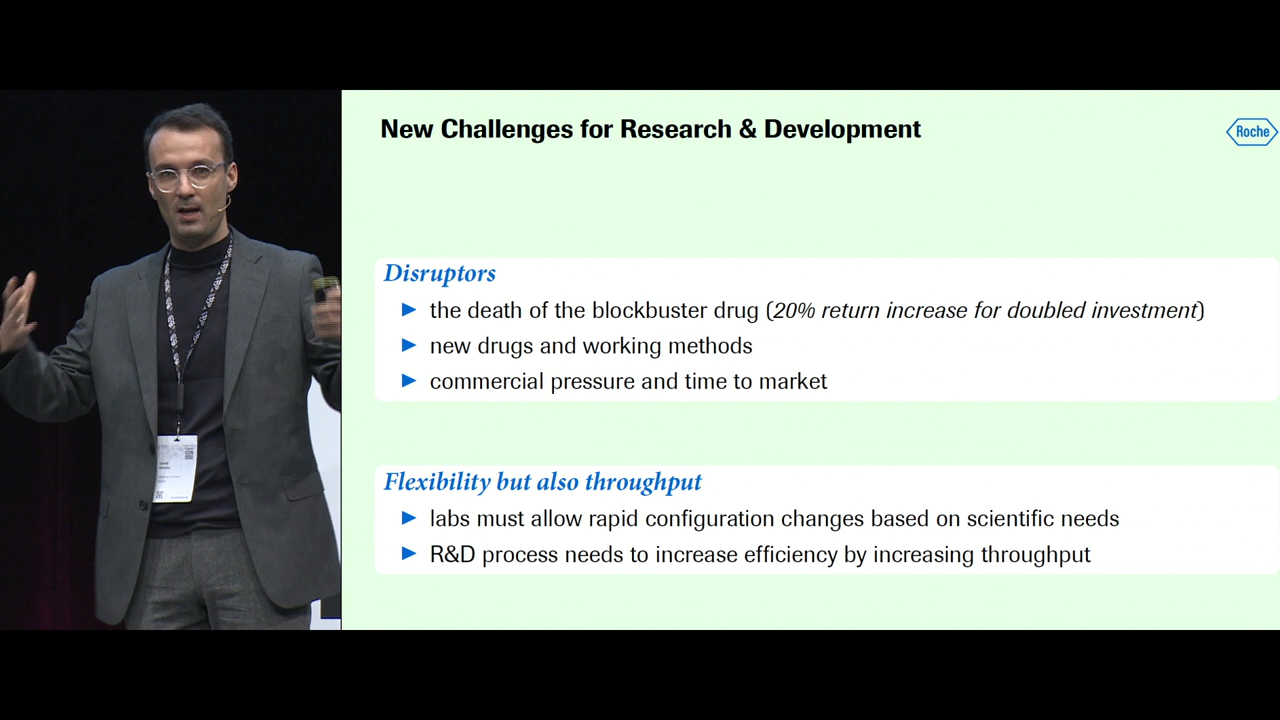 New Challenges for Research & Development
Roche
Disruptors
the death of the blockbuster drug (20% return increase for doubled investment)
new drugs and working methods
commercial pressure and time to market
Flexibility but also throughput
labs must allow rapid configuration changes based on scientific needs
R&D process needs to increase efficiency by increasing throughput